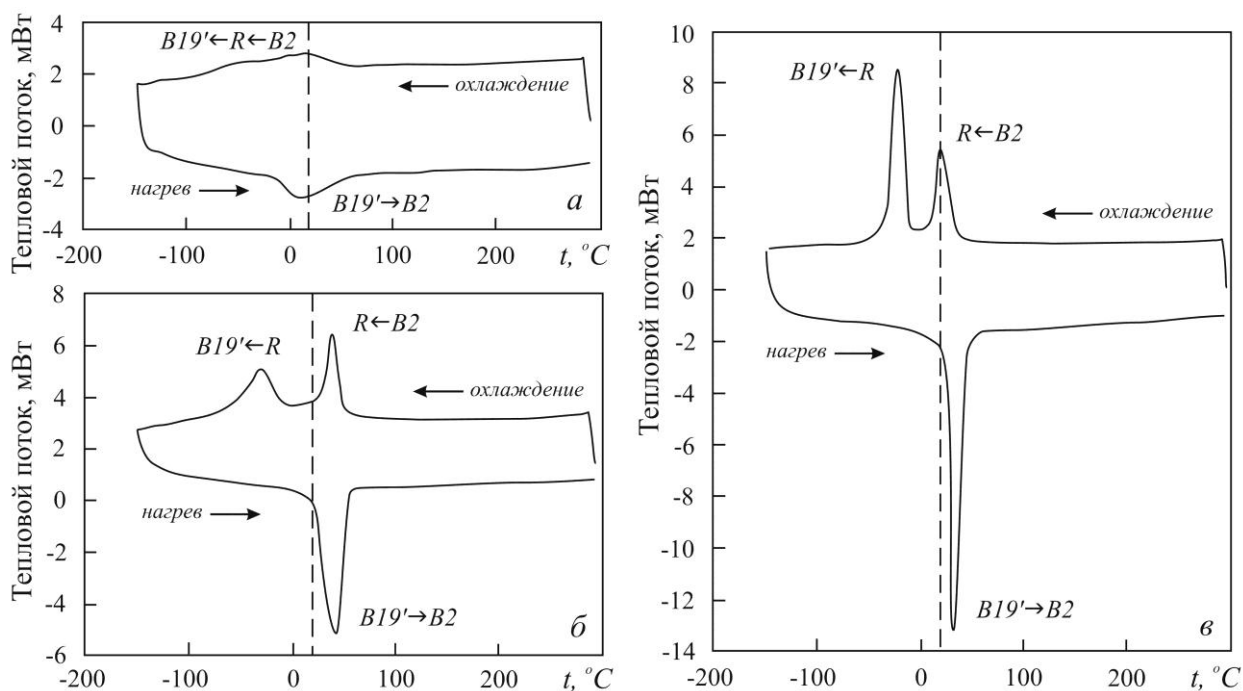 Тепловой поток, мВт
4
2
0
-2
-4
B19'←R←B2
охлаждение
нагрев
B19'→B2
а
-200 -100 0 100 200 t, °C
Тепловой поток, мВт
8
6
4
2
0
-2
-4
-6
R←B2
B19'←R
охлаждение
нагрев
B19'→B2
б
-200 -100 0 100 200 t, °C
Тепловой поток, мВт
10
8
6
4
2
0
-2
-4
-6
-8
-10
-12
-14
B19'←R
R←B2
охлаждение
нагрев
B19'→B2
в
-200 -100 0 100 200 t, °C